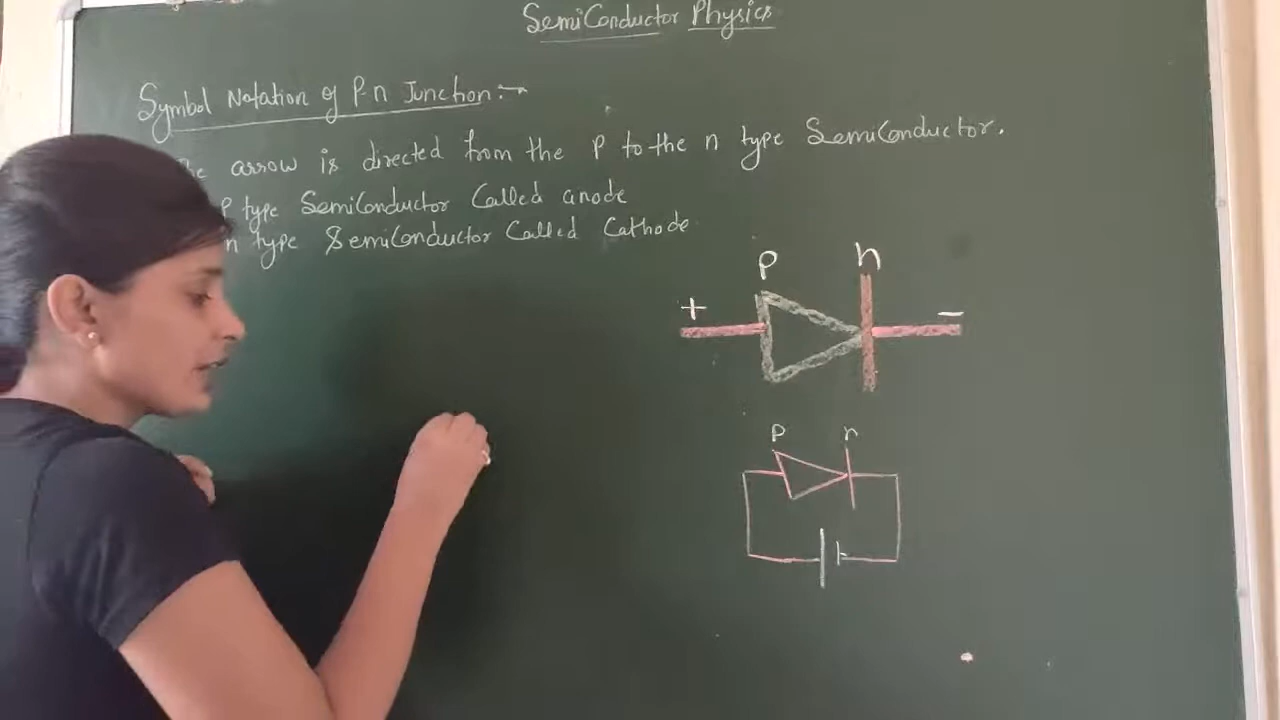 SemiConductor Physics
Symbol Notation of P-n Junction:-
arrow is directed from the P to the n type SemiConductor.
P type SemiConductor Called anode
n type SemiConductor Called Cathode
P n
+ -
P n